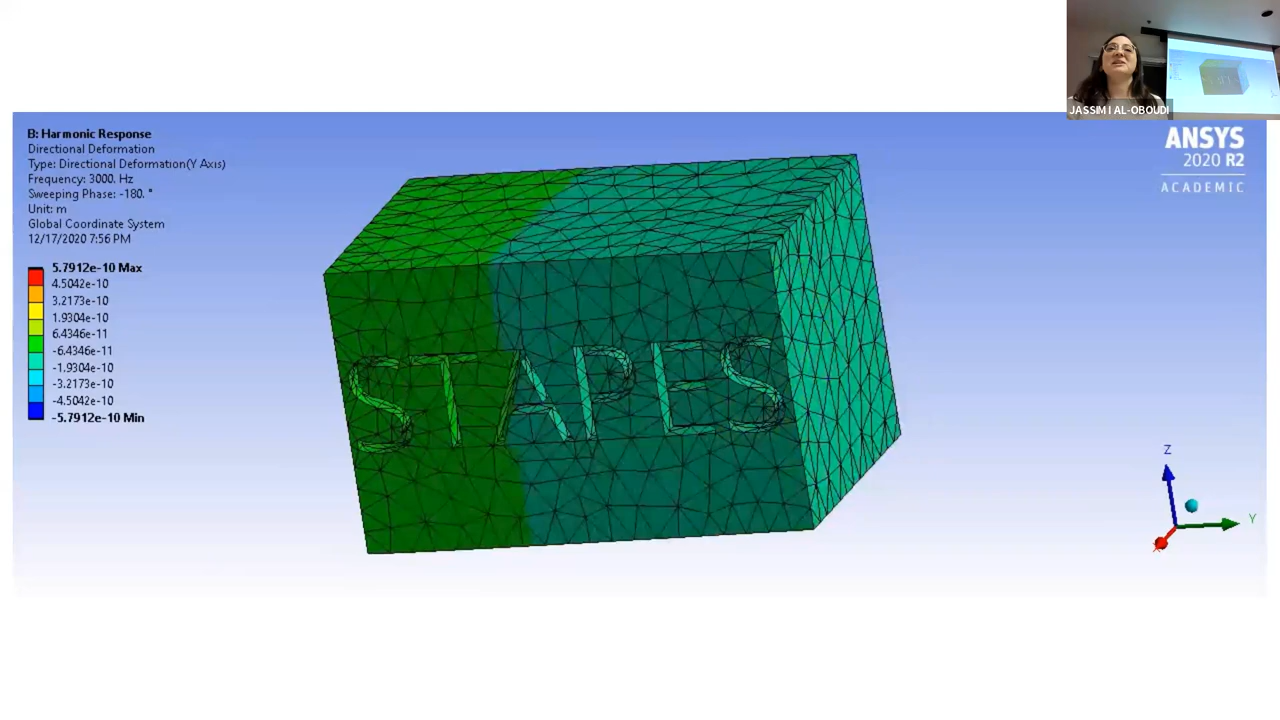 B: Harmonic Response
Directional Deformation
Type: Directional Deformation(Y Axis)
Frequency: 3000. Hz
Sweeping Phase: -180. °
Unit: m
Global Coordinate System
12/17/2020 7:56 PM
5.7912e-10 Max
4.5042e-10
3.2173e-10
1.9304e-10
6.4346e-11
-6.4346e-11
-1.9304e-10
-3.2173e-10
-4.5042e-10
-5.7912e-10 Min
STAPES
JASSIM I AL-OBOUDI
ANSYS
2020 R2
ACADEMIC
Z
Y
X